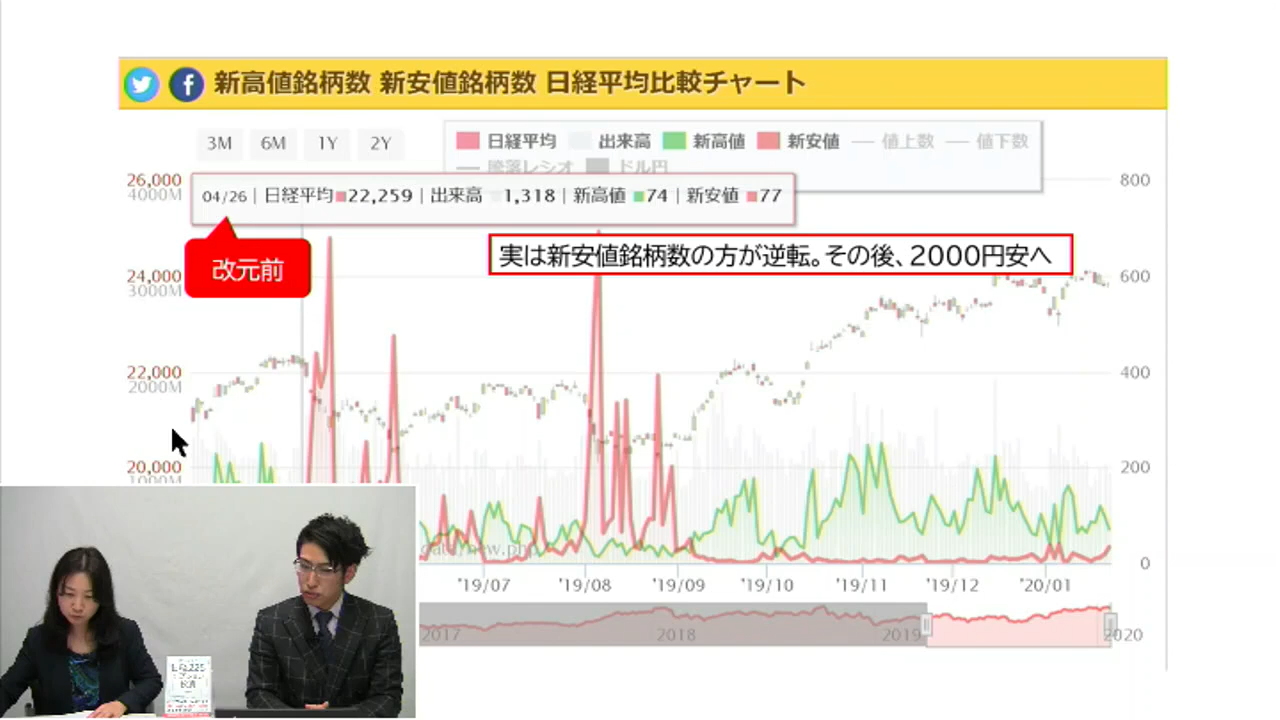 新高値銘柄数 新安値銘柄数 日経平均比較チャート
3M 6M 1Y 2Y
日経平均 出来高 新高値 新安値 値上数 値下数
騰落レシオ ドル円
04/26 | 日経平均 22,259 | 出来高 1,318 | 新高値 74 | 新安値 77
改元前
実は新安値銘柄数の方が逆転。その後、2000円安へ
26,000
4000M
24,000
3000M
22,000
2000M
20,000
1000M
800
600
400
200
0
'19/07 '19/08 '19/09 '19/10 '19/11 '19/12 '20/01
2017 2018 2019 2020